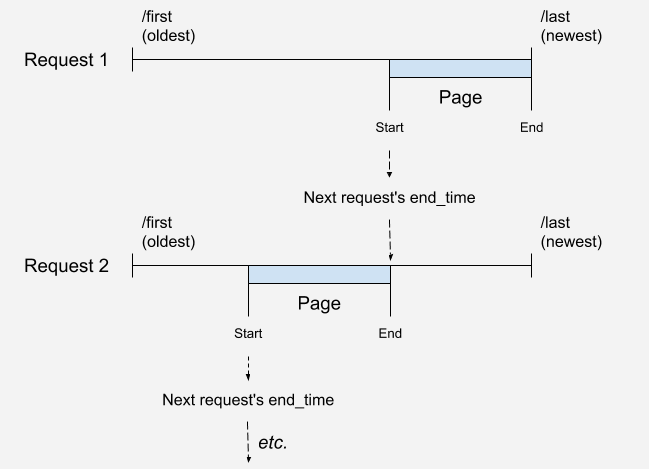 /first
(oldest)
/last
(newest)
Request 1
Page
Start
End
Next request's end_time
/first
(oldest)
/last
(newest)
Request 2
Page
Start
End
Next request's end_time
etc.